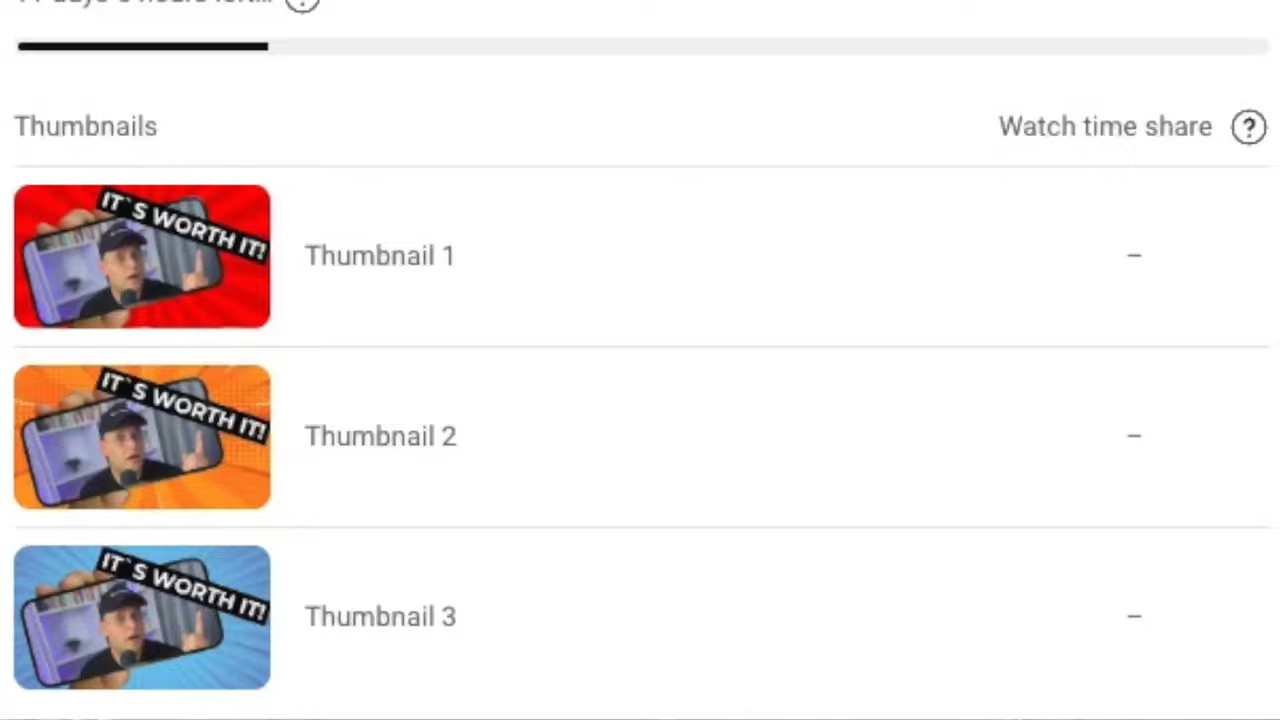 left...
Thumbnails
Watch time share ?
IT`S WORTH IT!
Thumbnail 1
–
IT`S WORTH IT!
Thumbnail 2
–
IT`S WORTH IT!
Thumbnail 3
–